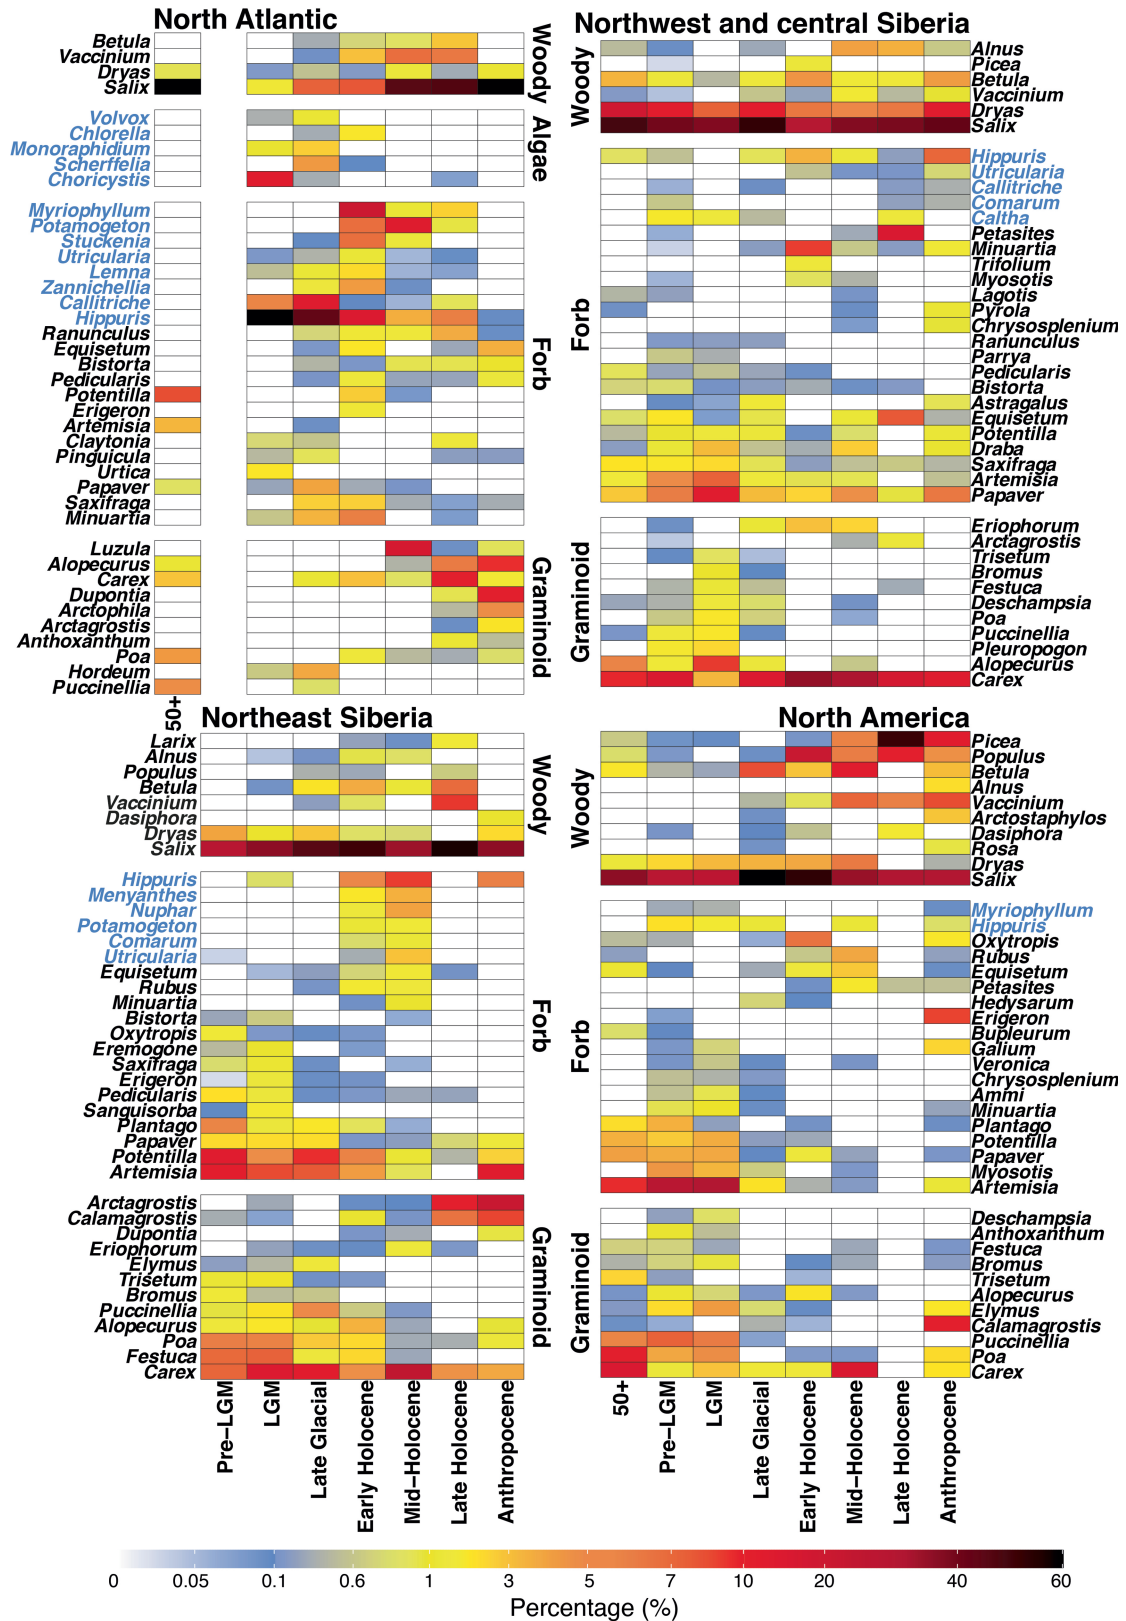 North Atlantic
Betula
Vaccinium
Dryas
Salix
Woody
Volvox
Chlorella
Monoraphidium
Scherffelia
Choricystis
Algae
Myriophyllum
Potamogeton
Stuckenia
Utricularia
Lemna
Zannichellia
Callitriche
Hippuris
Ranunculus
Equisetum
Bistorta
Pedicularis
Potentilla
Erigeron
Artemisia
Claytonia
Pinguicula
Urtica
Papaver
Saxifraga
Minuartia
Forb
Luzula
Alopecurus
Carex
Dupontia
Arctophila
Arctagrostis
Anthoxanthum
Poa
Hordeum
Puccinellia
Graminoid
50+
Northwest and central Siberia
Woody
Alnus
Picea
Betula
Vaccinium
Dryas
Salix
Forb
Hippuris
Utricularia
Callitriche
Comarum
Caltha
Petasites
Minuartia
Trifolium
Myosotis
Lagotis
Pyrola
Chrysosplenium
Ranunculus
Parrya
Pedicularis
Bistorta
Astragalus
Equisetum
Potentilla
Draba
Saxifraga
Artemisia
Papaver
Graminoid
Eriophorum
Arctagrostis
Trisetum
Bromus
Festuca
Deschampsia
Poa
Puccinellia
Pleuropogon
Alopecurus
Carex
Northeast Siberia
Larix
Alnus
Populus
Betula
Vaccinium
Dasiphora
Dryas
Salix
Woody
Hippuris
Menyanthes
Nuphar
Potamogeton
Comarum
Utricularia
Equisetum
Rubus
Minuartia
Bistorta
Oxytropis
Eremogone
Saxifraga
Erigeron
Pedicularis
Sanguisorba
Plantago
Papaver
Potentilla
Artemisia
Forb
Arctagrostis
Calamagrostis
Dupontia
Eriophorum
Elymus
Trisetum
Bromus
Puccinellia
Alopecurus
Poa
Festuca
Carex
Graminoid
Pre-LGM
LGM
Late Glacial
Early Holocene
Mid-Holocene
Late Holocene
Anthropocene
North America
Woody
Picea
Populus
Betula
Alnus
Vaccinium
Arctostaphylos
Dasiphora
Rosa
Dryas
Salix
Forb
Myriophyllum
Hippuris
Oxytropis
Rubus
Equisetum
Petasites
Hedysarum
Erigeron
Bupleurum
Galium
Veronica
Chrysosplenium
Ammi
Minuartia
Plantago
Potentilla
Papaver
Myosotis
Artemisia
Graminoid
Deschampsia
Anthoxanthum
Festuca
Bromus
Trisetum
Alopecurus
Elymus
Calamagrostis
Puccinellia
Poa
Carex
50+
Pre-LGM
LGM
Late Glacial
Early Holocene
Mid-Holocene
Late Holocene
Anthropocene
0 0.05 0.1 0.6 1 3 5 7 10 20 40 60
Percentage (%)